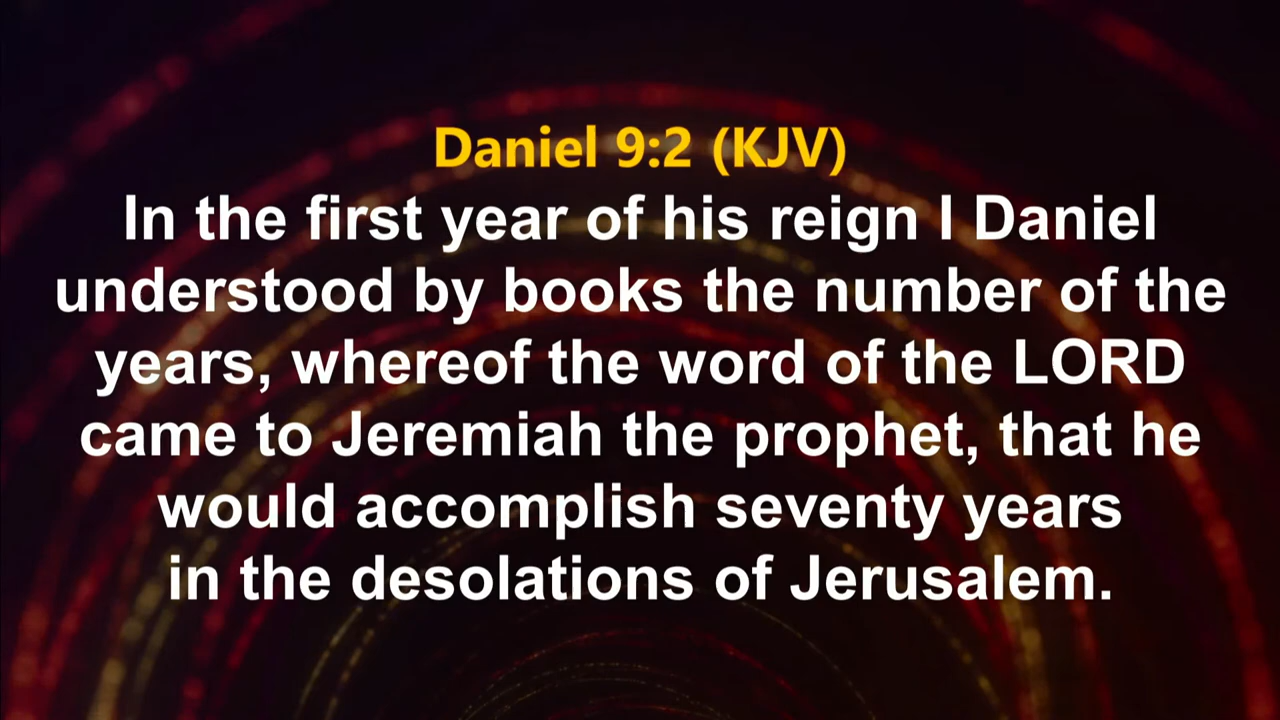 Daniel 9:2 (KJV)
In the first year of his reign I Daniel
understood by books the number of the
years, whereof the word of the LORD
came to Jeremiah the prophet, that he
would accomplish seventy years
in the desolations of Jerusalem.